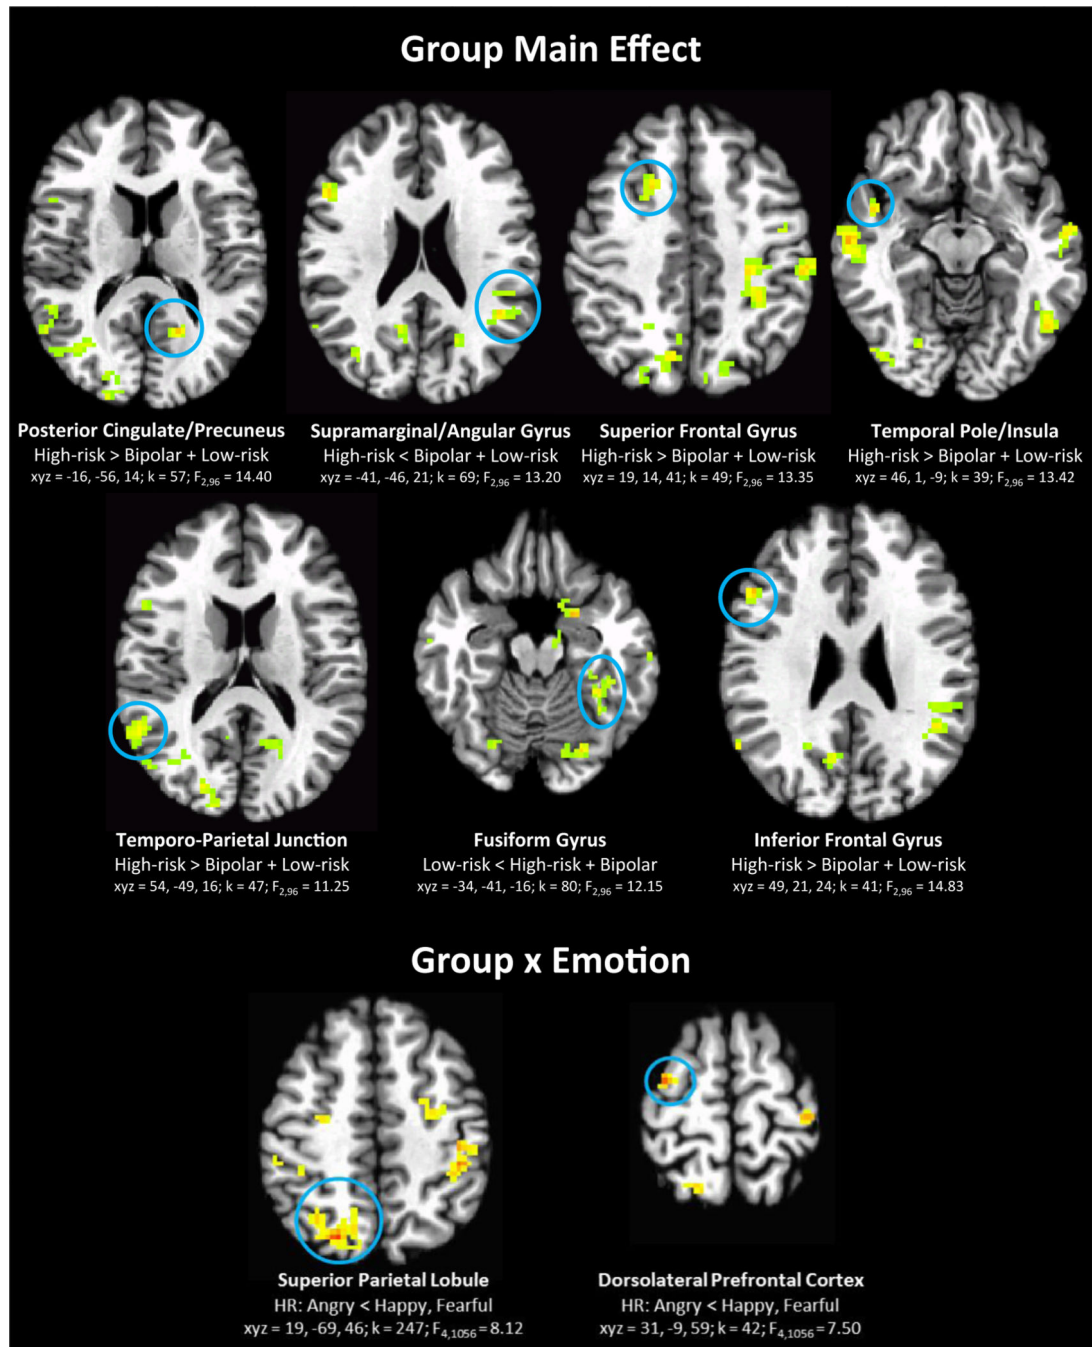 Group Main Effect
Posterior Cingulate/Precuneus
High-risk > Bipolar + Low-risk
xyz = -16, -56, 14; k = 57; F2,96 = 14.40
Supramarginal/Angular Gyrus
High-risk < Bipolar + Low-risk
xyz = -41, -46, 21; k = 69; F2,96 = 13.20
Superior Frontal Gyrus
High-risk > Bipolar + Low-risk
xyz = 19, 14, 41; k = 49; F2,96 = 13.35
Temporal Pole/Insula
High-risk > Bipolar + Low-risk
xyz = 46, 1, -9; k = 39; F2,96 = 13.42
Temporo-Parietal Junction
High-risk > Bipolar + Low-risk
xyz = 54, -49, 16; k = 47; F2,96 = 11.25
Fusiform Gyrus
Low-risk < High-risk + Bipolar
xyz = -34, -41, -16; k = 80; F2,96 = 12.15
Inferior Frontal Gyrus
High-risk > Bipolar + Low-risk
xyz = 49, 21, 24; k = 41; F2,96 = 14.83
Group x Emotion
Superior Parietal Lobule
HR: Angry < Happy, Fearful
xyz = 19, -69, 46; k = 247; F4,1056 = 8.12
Dorsolateral Prefrontal Cortex
HR: Angry < Happy, Fearful
xyz = 31, -9, 59; k = 42; F4,1056 = 7.50